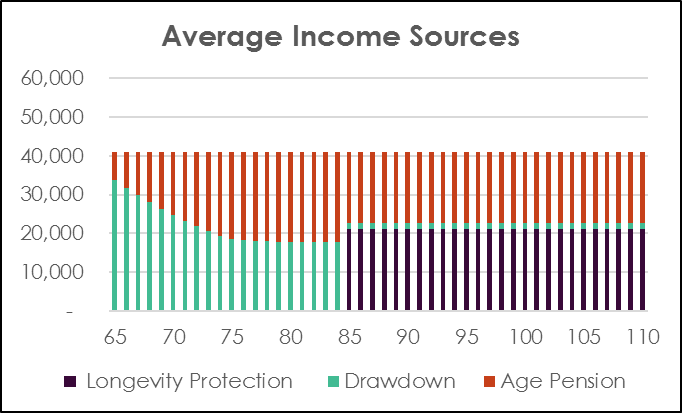 Average Income Sources
60,000
50,000
40,000
30,000
20,000
10,000
-
65 70 75 80 85 90 95 100 105 110
Longevity Protection Drawdown Age Pension